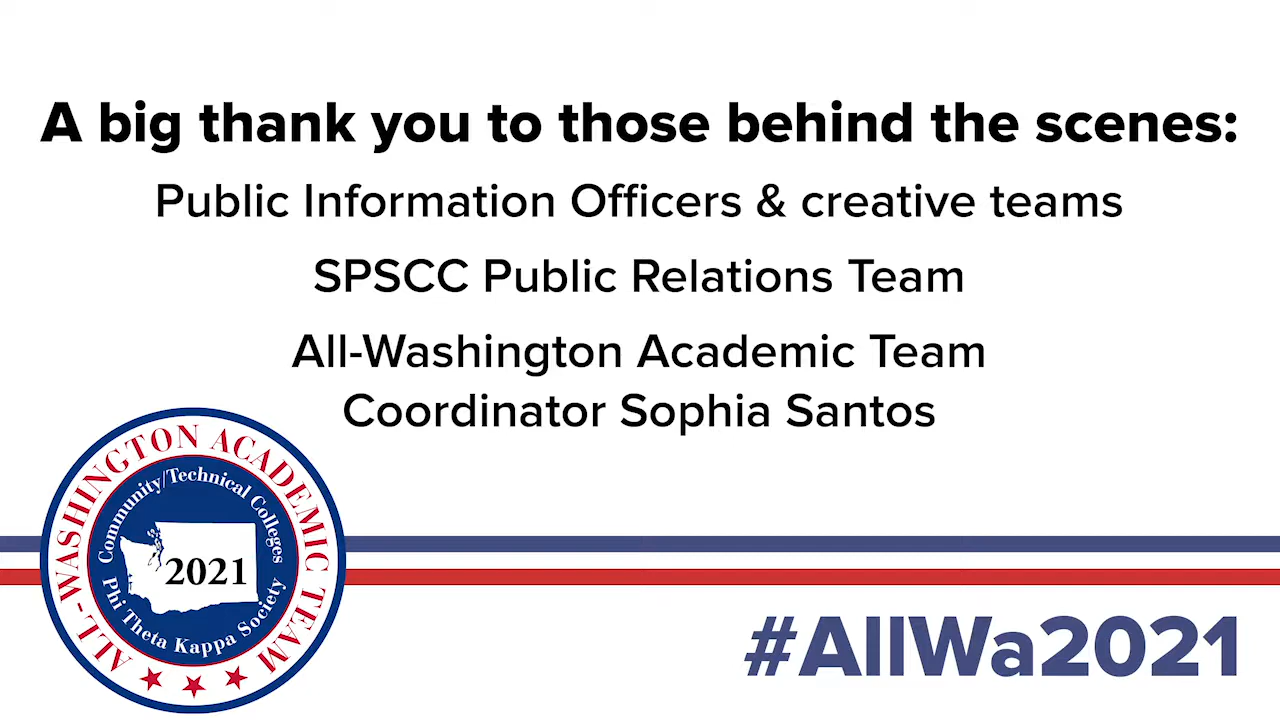 A big thank you to those behind the scenes:
Public Information Officers & creative teams
SPSCC Public Relations Team
All-Washington Academic Team
Coordinator Sophia Santos
ALL-WASHINGTON ACADEMIC TEAM
Community/Technical Colleges
2021
Phi Theta Kappa Society
#AllWa2021